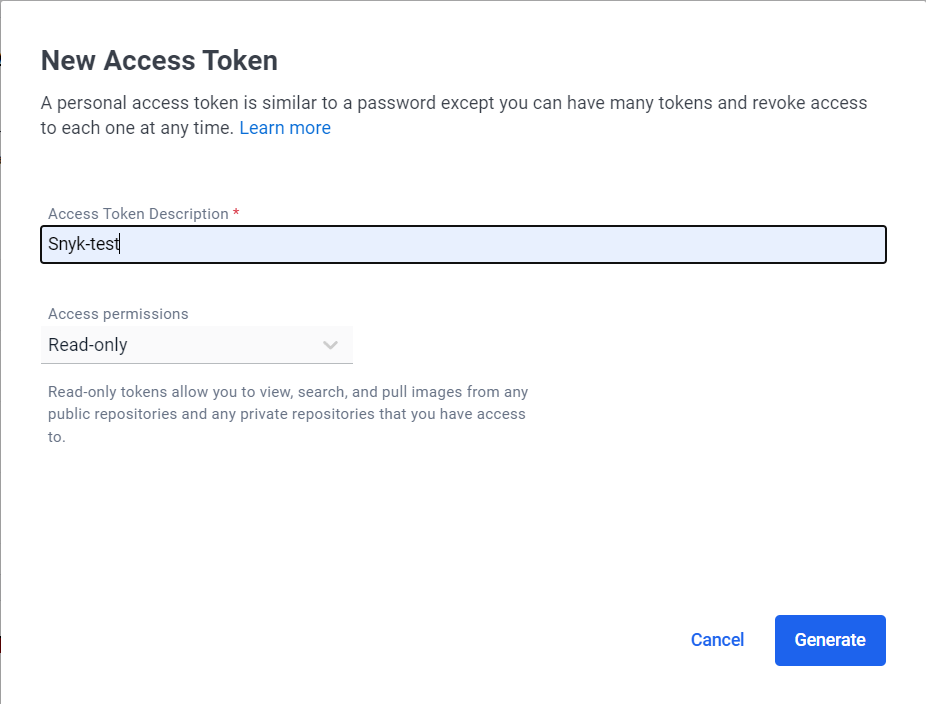 New Access Token
A personal access token is similar to a password except you can have many tokens and revoke access
to each one at any time. Learn more
Access Token Description *
Snyk-test
Access permissions
Read-only
Read-only tokens allow you to view, search, and pull images from any
public repositories and any private repositories that you have access
to.
Cancel
Generate